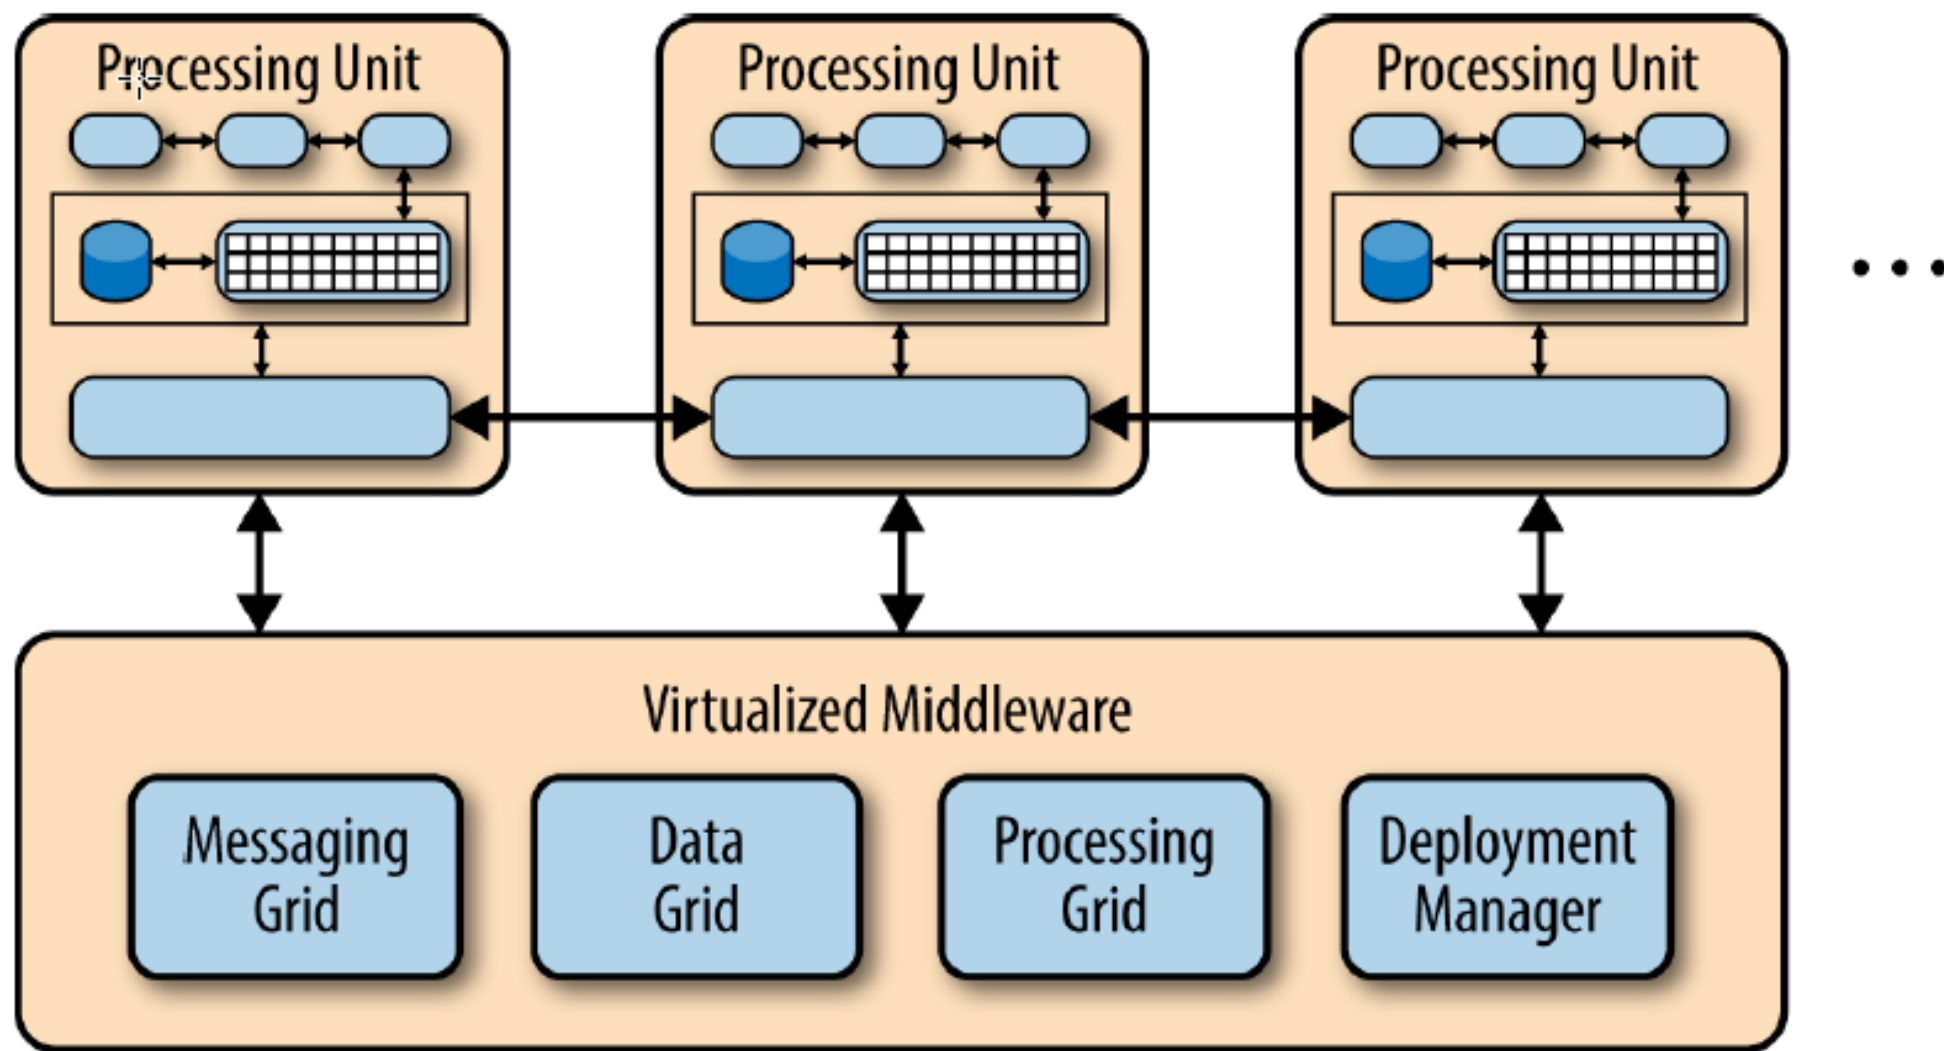 Processing Unit
Processing Unit
Processing Unit
Virtualized Middleware
Messaging
Grid
Data
Grid
Processing
Grid
Deployment
Manager